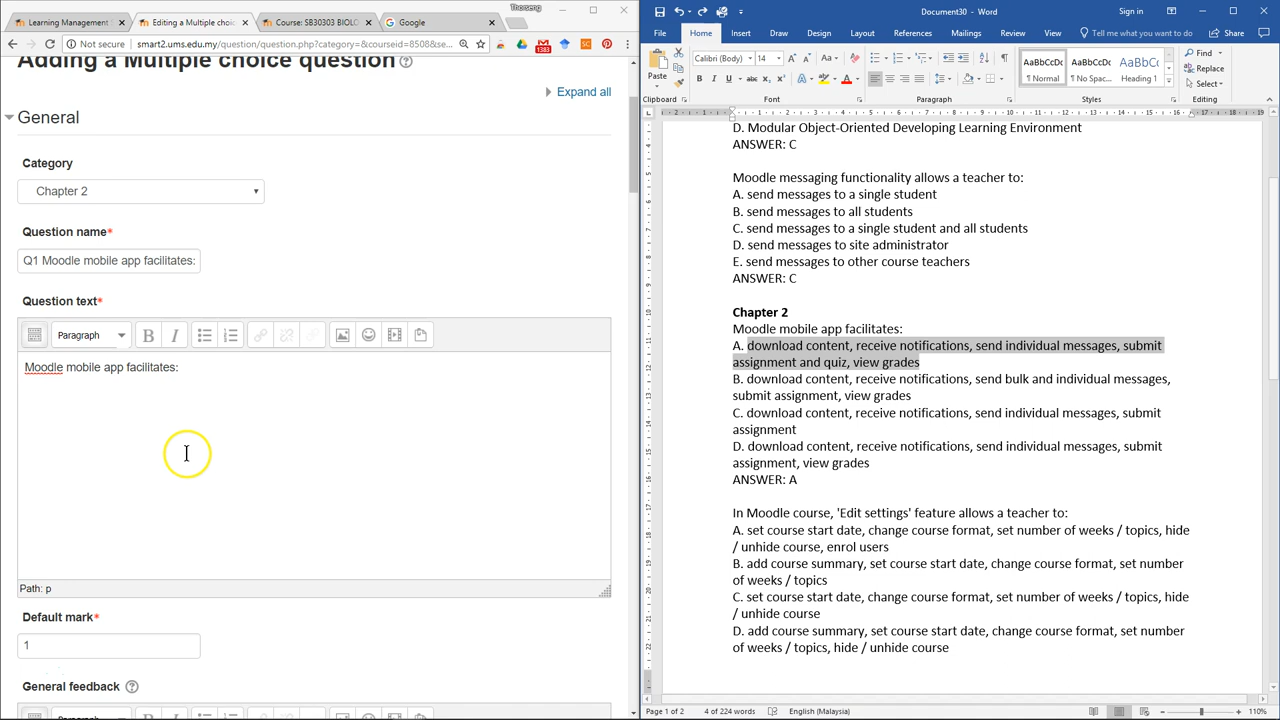 Thorserg
Learning Management
Editing a Multiple choic
Course: SB30303 BIOLO
Google
Not secure
smart2.ums.edu.my/question/question.php?category=&courseid=8508&se...
1383
Adding a Multiple choice question
Expand all
General
Category
Chapter 2
Question name*
Q1 Moodle mobile app facilitates:
Question text*
Paragraph
B
I
Moodle mobile app facilitates:
Path: p
Default mark*
1
General feedback
Document30 - Word
Sign in
File
Home
Insert
Draw
Design
Layout
References
Mailings
Review
View
Tell me what you want to do
Share
Paste
Calibri (Body)
14
Find
Replace
Select
AaBbCcDc
AaBbCcDc
AaBbCc
¶ Normal
¶ No Spac...
Heading 1
Clipboard
Font
Paragraph
Styles
Editing
D. Modular Object-Oriented Developing Learning Environment
ANSWER: C
Moodle messaging functionality allows a teacher to:
A. send messages to a single student
B. send messages to all students
C. send messages to a single student and all students
D. send messages to site administrator
E. send messages to other course teachers
ANSWER: C
Chapter 2
Moodle mobile app facilitates:
A. download content, receive notifications, send individual messages, submit
assignment and quiz, view grades
B. download content, receive notifications, send bulk and individual messages,
submit assignment, view grades
C. download content, receive notifications, send individual messages, submit
assignment
D. download content, receive notifications, send individual messages, submit
assignment, view grades
ANSWER: A
In Moodle course, 'Edit settings' feature allows a teacher to:
A. set course start date, change course format, set number of weeks / topics, hide
/ unhide course, enrol users
B. add course summary, set course start date, change course format, set number
of weeks / topics
C. set course start date, change course format, set number of weeks / topics, hide
/ unhide course
D. add course summary, set course start date, change course format, set number
of weeks / topics, hide / unhide course
Page 1 of 2
4 of 224 words
English (Malaysia)
110%